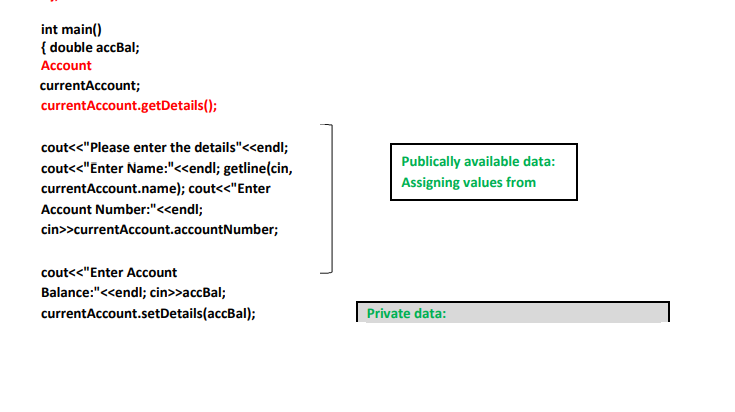 int main()
{ double accBal;
Account
currentAccount;
currentAccount.getDetails();
cout<<"Please enter the details"<<endl;
cout<<"Enter Name:"<<endl; getline(cin,
currentAccount.name); cout<<"Enter
Account Number:"<<endl;
cin>>currentAccount.accountNumber;
Publically available data:
Assigning values from
cout<<"Enter Account
Balance:"<<endl; cin>>accBal;
currentAccount.setDetails(accBal);
Private data: